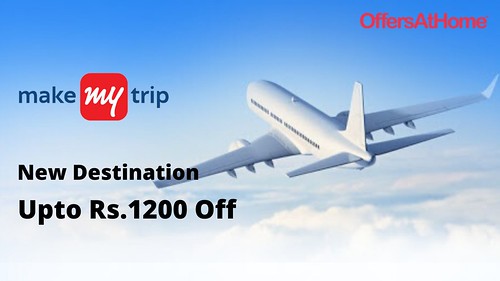 OffersAtHome
make my trip
New Destination
Upto Rs.1200 Off